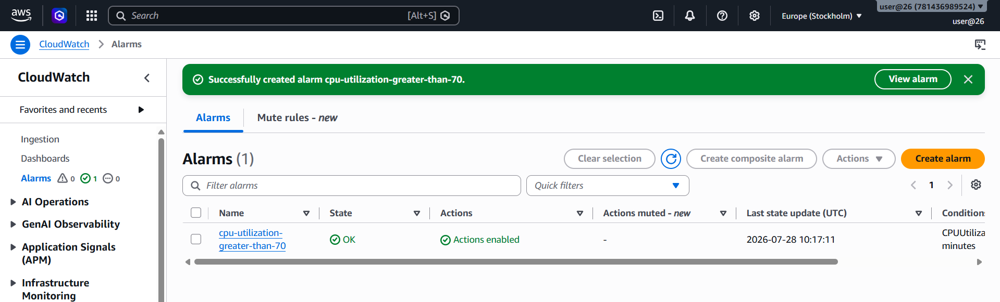 aws
Search
[Alt+S]
Europe (Stockholm)
user@26 (781436989524)
user@26
CloudWatch
Alarms
CloudWatch
Favorites and recents
Ingestion
Dashboards
Alarms 0 1 0
AI Operations
GenAI Observability
Application Signals
(APM)
Infrastructure
Monitoring
Successfully created alarm cpu-utilization-greater-than-70.
View alarm
Alarms
Mute rules - new
Alarms (1)
Clear selection
Create composite alarm
Actions
Create alarm
Filter alarms
Quick filters
1
Name
State
Actions
Actions muted - new
Last state update (UTC)
Condition
cpu-utilization-
greater-than-70
OK
Actions enabled
-
2026-07-28 10:17:11
CPUUtiliza
minutes